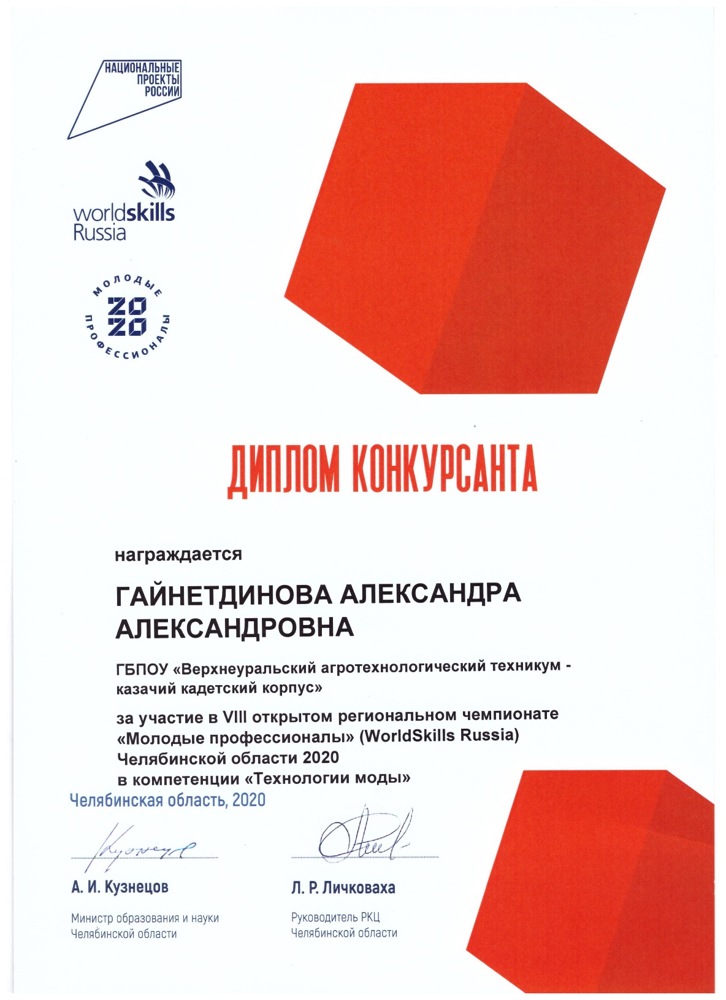 НАЦИОНАЛЬНЫЕ
ПРОЕКТЫ
РОССИИ
worldskills
Russia
МОЛОДЫЕ
2020
ПРОФЕССИОНАЛЫ
ДИПЛОМ КОНКУРСАНТА
награждается
ГАЙНЕТДИНОВА АЛЕКСАНДРА
АЛЕКСАНДРОВНА
ГБПОУ «Верхнеуральский агротехнологический техникум -
казачий кадетский корпус»
за участие в VIII открытом региональном чемпионате
«Молодые профессионалы» (WorldSkills Russia)
Челябинской области 2020
в компетенции «Технологии моды»
Челябинская область, 2020
А. И. Кузнецов
Л. Р. Личковаха
Министр образования и науки
Челябинской области
Руководитель РКЦ
Челябинской области